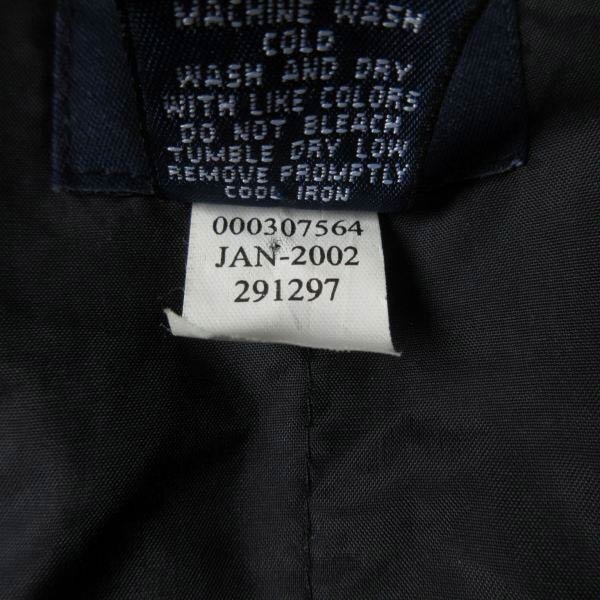 MACHINE WASH
COLD
WASH AND DRY
WITH LIKE COLORS
DO NOT BLEACH
TUMBLE DRY LOW
REMOVE PROMPTLY
COOL IRON
000307564
JAN-2002
291297